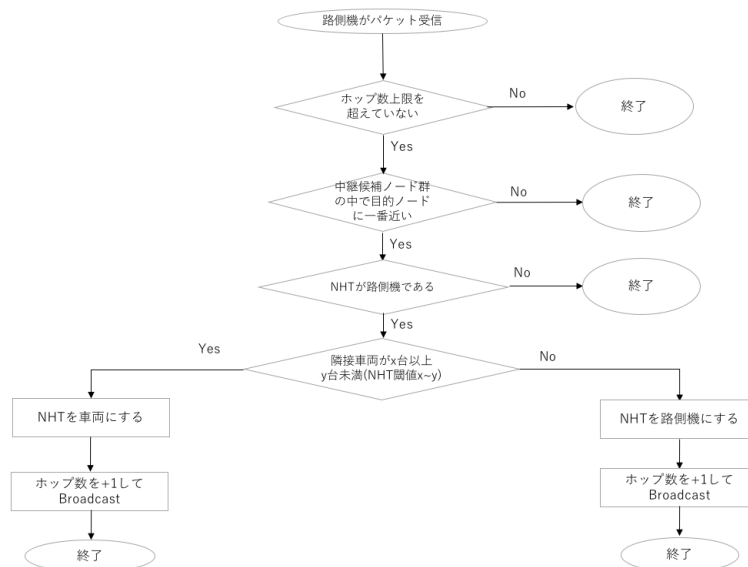 路側機がパケット受信
ホップ数上限を
超えていない
No
終了
Yes
中継候補ノード群
の中で目的ノード
に一番近い
No
終了
Yes
NHTが路側機である
No
終了
Yes
隣接車両がx台以上
y台未満(NHT閾値x~y)
Yes
No
NHTを車両にする
NHTを路側機にする
ホップ数を+1して
Broadcast
ホップ数を+1して
Broadcast
終了
終了